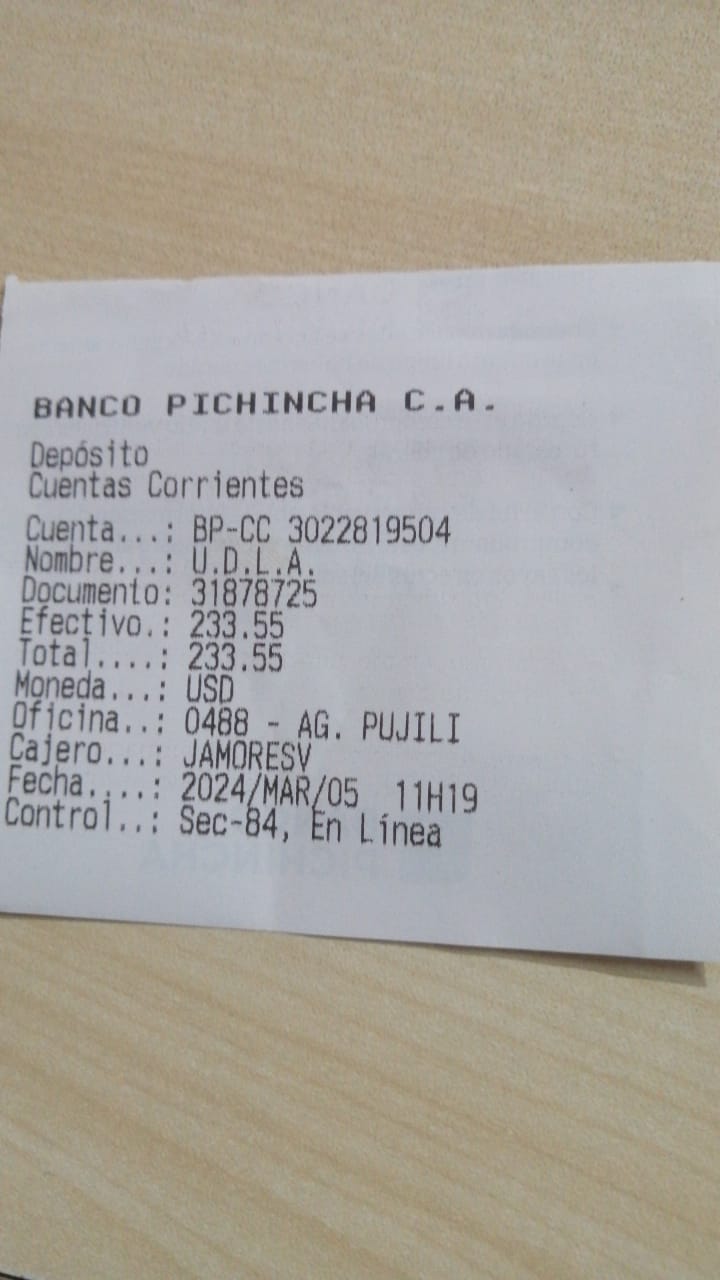 BANCO PICHINCHA C.A.
Depósito
Cuentas Corrientes
Cuenta...: BP-CC 3022819504
Nombre...: U.D.L.A.
Documento: 31878725
Efectivo.: 233.55
Total....: 233.55
Moneda...: USD
Oficina..: 0488 - AG. PUJILI
Cajero...: JAMORESV
Fecha....: 2024/MAR/05 11H19
Control..: Sec-84, En Línea
PICHINCHA